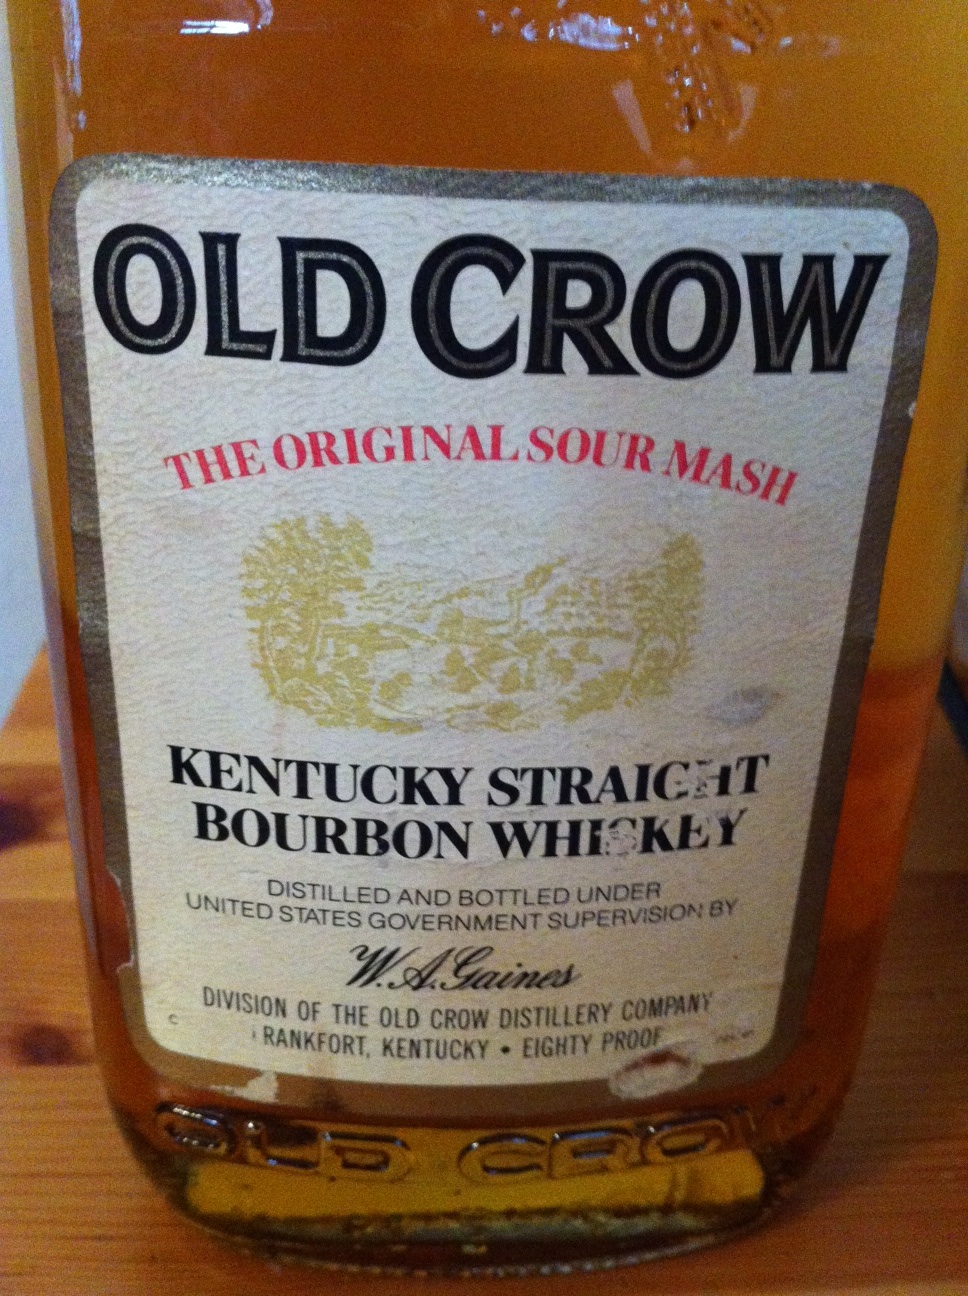 OLD CROW
THE ORIGINAL SOUR MASH
KENTUCKY STRAIGHT
BOURBON WHISKEY
DISTILLED AND BOTTLED UNDER
UNITED STATES GOVERNMENT SUPERVISION BY
W.A.Gaines
DIVISION OF THE OLD CROW DISTILLERY COMPANY
FRANKFORT, KENTUCKY • EIGHTY PROOF
C
OLD CROW